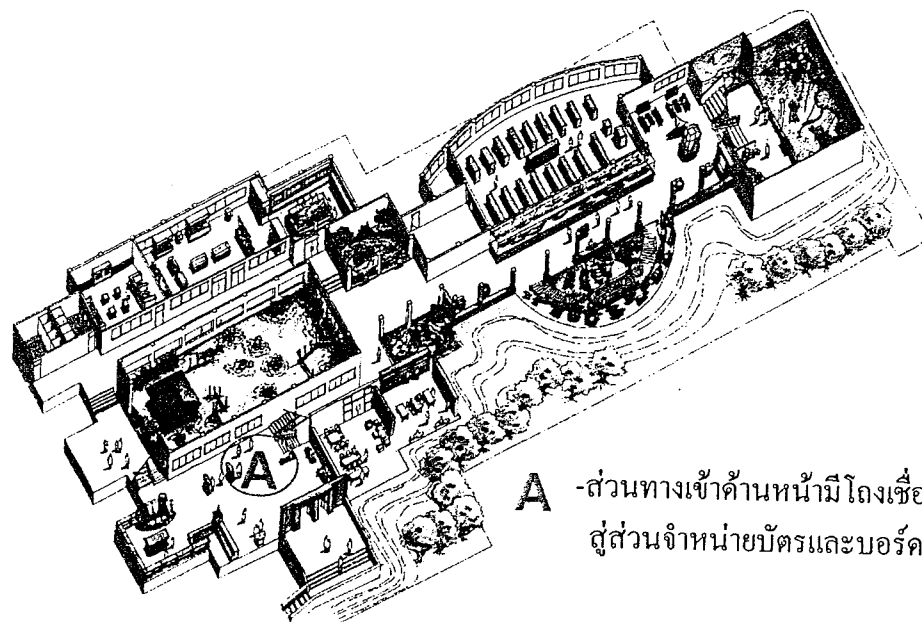 A
A -ส่วนทางเข้าด้านหน้ามีโถงเชื่อ
สู่ส่วนจำหน่ายบัตรและบอร์ด